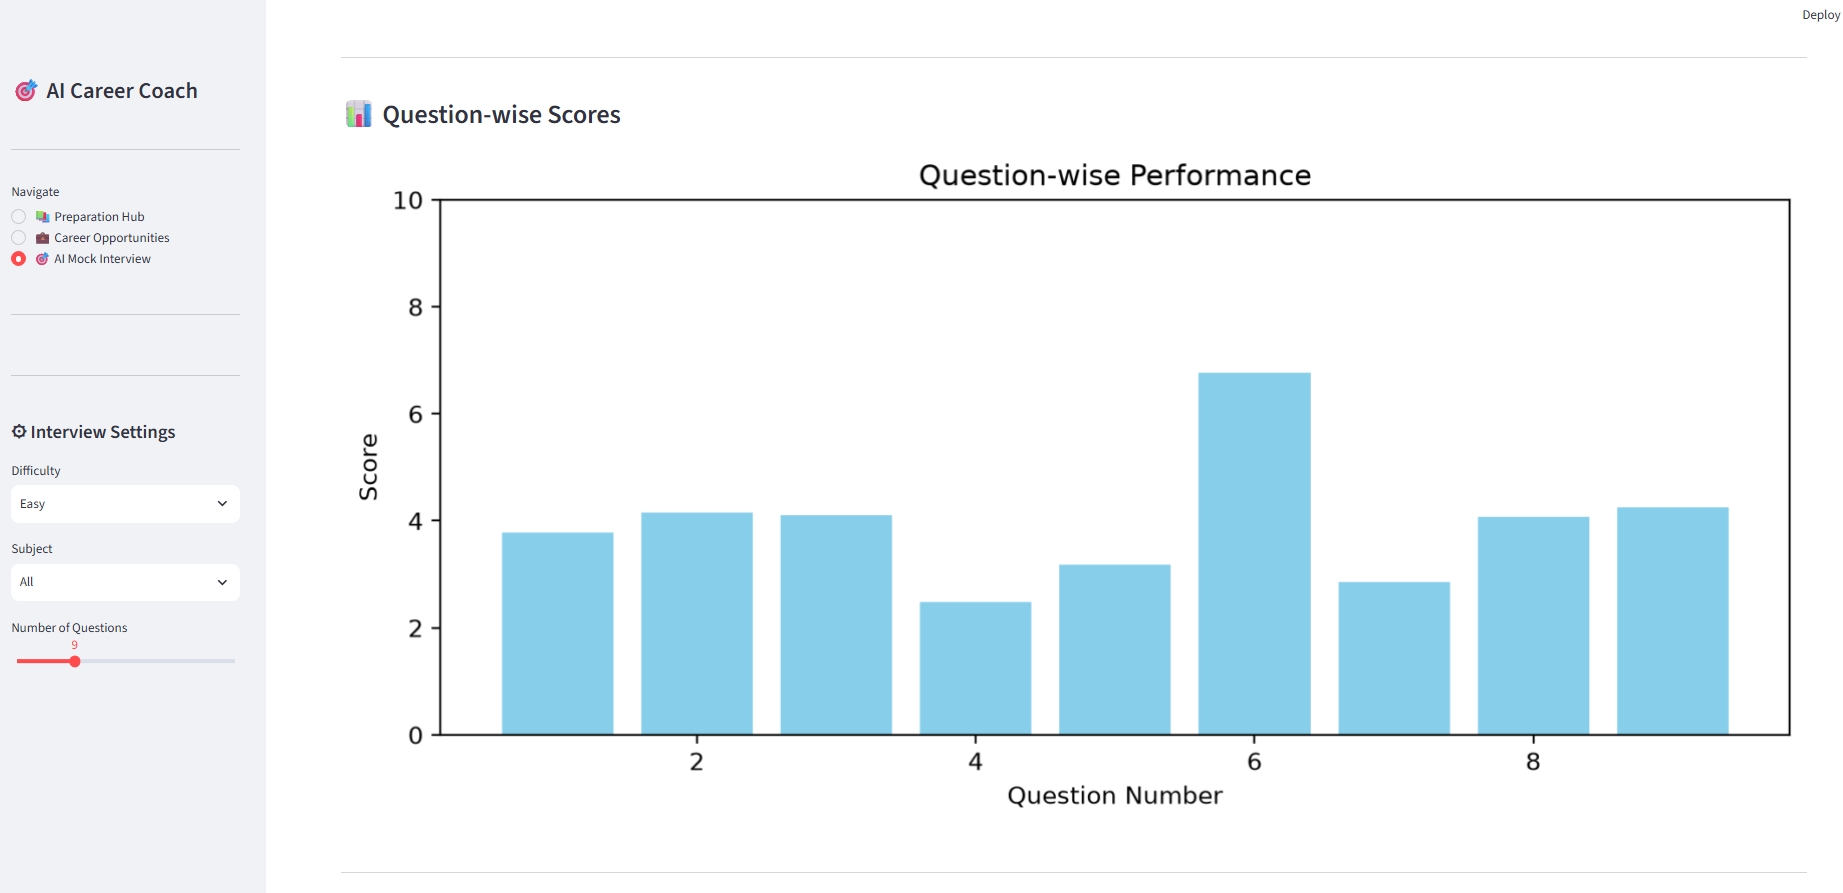 Deploy
AI Career Coach
Navigate
Preparation Hub
Career Opportunities
AI Mock Interview
Interview Settings
Difficulty
Easy
Subject
All
Number of Questions
9
Question-wise Scores
Question-wise Performance
10
8
6
4
2
0
Score
2 4 6 8
Question Number